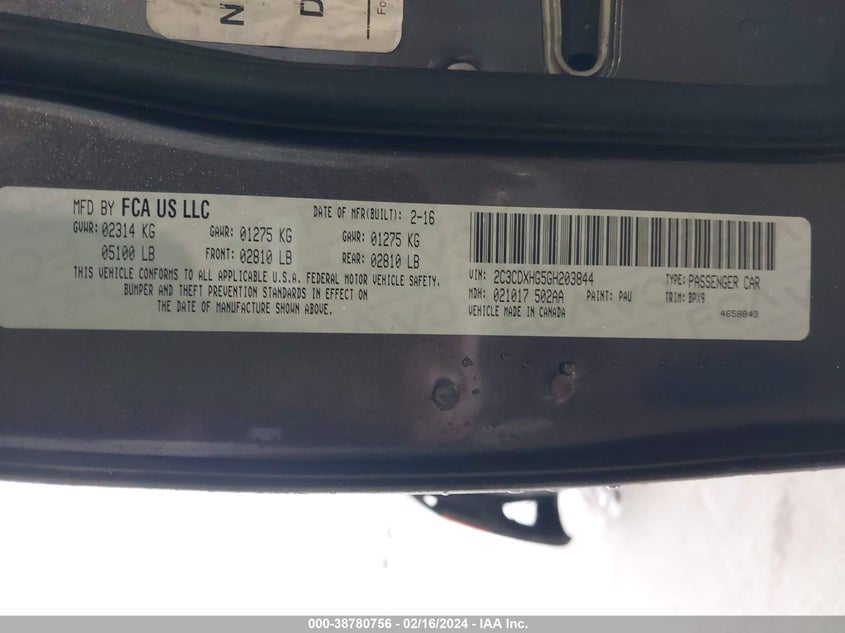 N
D
Fo
MFD BY FCA US LLC DATE OF MFR(BUILT): 2-16
GVWR: 02314 KG GAWR: 01275 KG GAWR: 01275 KG
05100 LB FRONT: 02810 LB REAR: 02810 LB
THIS VEHICLE CONFORMS TO ALL APPLICABLE U.S.A. FEDERAL MOTOR VEHICLE SAFETY,
BUMPER AND THEFT PREVENTION STANDARDS IN EFFECT ON
THE DATE OF MANUFACTURE SHOWN ABOVE.
VIN: 2C3CDXHG5GH203844 TYPE: PASSENGER CAR
MDH: 021017 502AA PAINT: PAU TRIM: BPX9
VEHICLE MADE IN CANADA 4658843
000-38780756 - 02/16/2024 - IAA Inc.